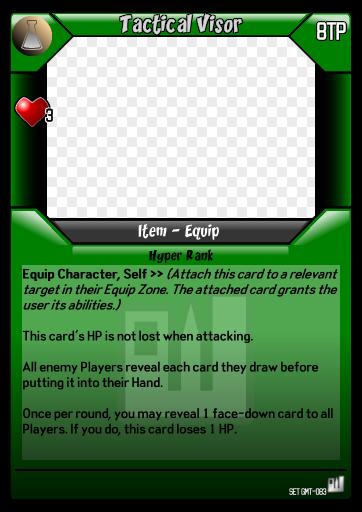 Tactical Visor
8TP
3
Item - Equip
Hyper Rank
Equip Character, Self >> (Attach this card to a relevant
target in their Equip Zone. The attached card grants the
user its abilities.)
This card's HP is not lost when attacking.
All enemy Players reveal each card they draw before
putting it into their Hand.
Once per round, you may reveal 1 face-down card to all
Players. If you do, this card loses 1 HP.
SET GMT-083